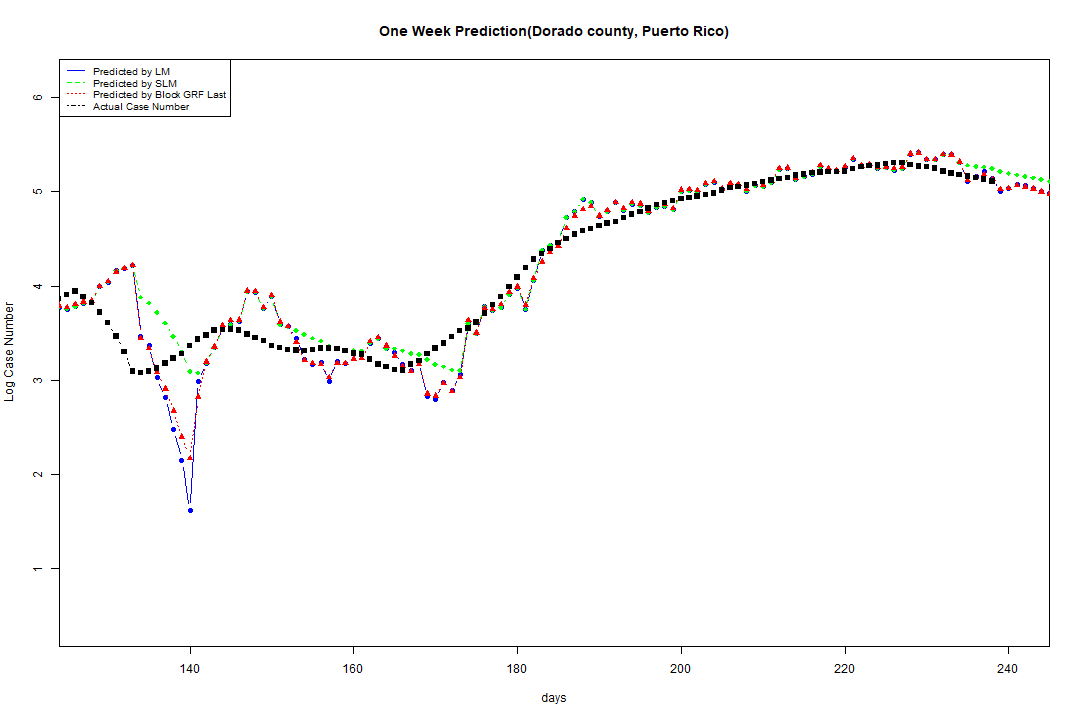 One Week Prediction(Dorado county, Puerto Rico)
Predicted by LM
Predicted by SLM
Predicted by Block GRF Last
Actual Case Number
Log Case Number
6
5
4
3
2
1
140 160 180 200 220 240
days